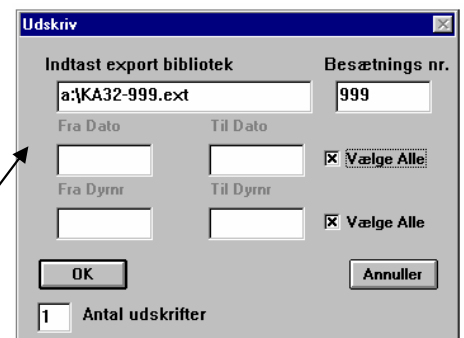 Udskriv
Indtast export bibliotek Besætnings nr.
a:\KA32-999.ext 999
Fra Dato Til Dato
Vælge Alle
Fra Dyrnr Til Dyrnr
Vælge Alle
OK Annuller
1 Antal udskrifter